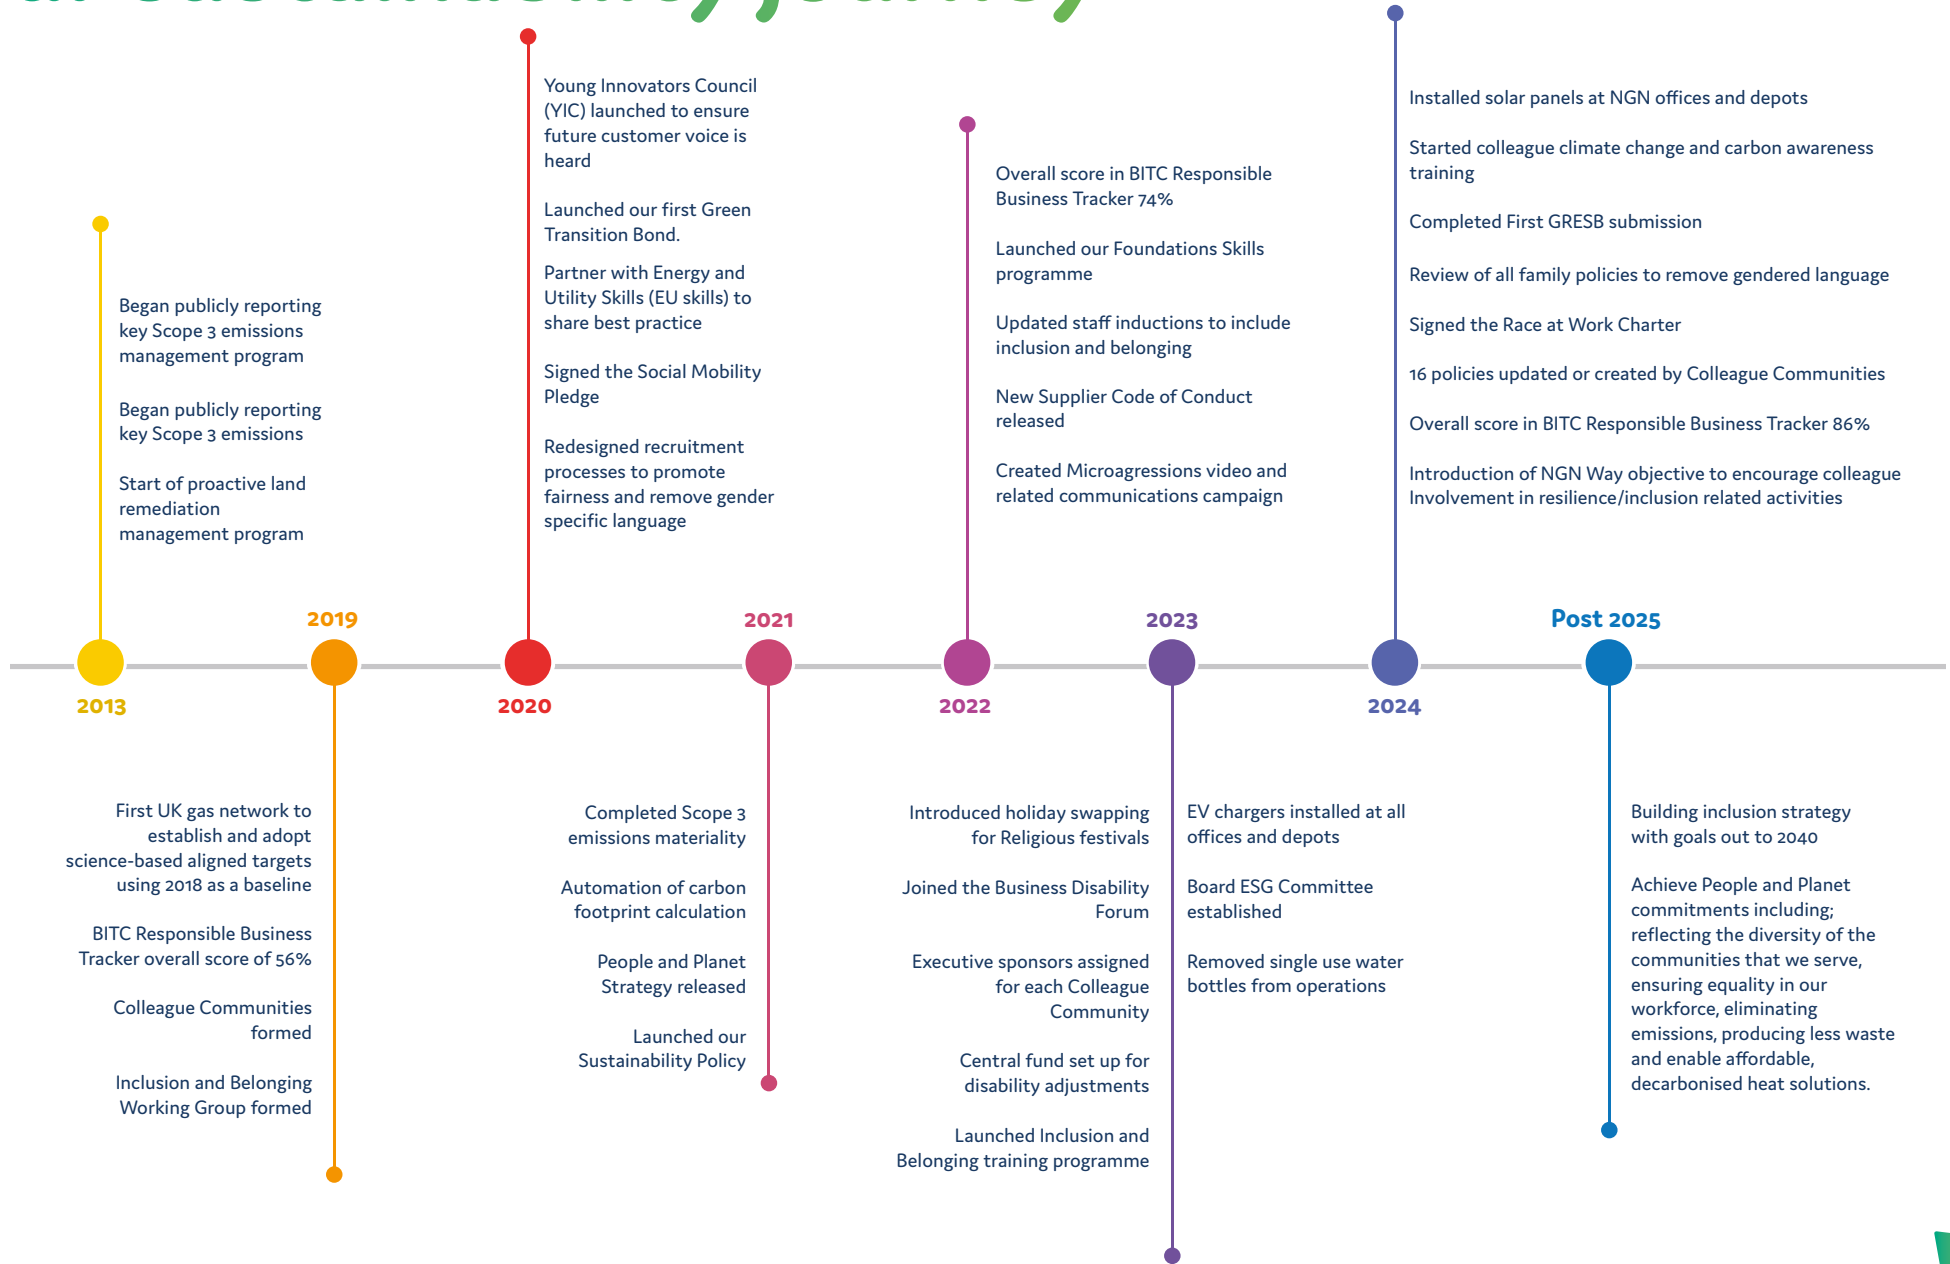 sustainability journey
Began publicly reporting
key Scope 3 emissions
management program
Began publicly reporting
key Scope 3 emissions
Start of proactive land
remediation
management program
2013
2019
First UK gas network to
establish and adopt
science-based aligned targets
using 2018 as a baseline
BITC Responsible Business
Tracker overall score of 56%
Colleague Communities
formed
Inclusion and Belonging
Working Group formed
Young Innovators Council
(YIC) launched to ensure
future customer voice is
heard
Launched our first Green
Transition Bond.
Partner with Energy and
Utility Skills (EU skills) to
share best practice
Signed the Social Mobility
Pledge
Redesigned recruitment
processes to promote
fairness and remove gender
specific language
2020
2021
Completed Scope 3
emissions materiality
Automation of carbon
footprint calculation
People and Planet
Strategy released
Launched our
Sustainability Policy
Overall score in BITC Responsible
Business Tracker 74%
Launched our Foundations Skills
programme
Updated staff inductions to include
inclusion and belonging
New Supplier Code of Conduct
released
Created Microagressions video and
related communications campaign
2022
2023
Introduced holiday swapping
for Religious festivals
Joined the Business Disability
Forum
Executive sponsors assigned
for each Colleague
Community
Central fund set up for
disability adjustments
Launched Inclusion and
Belonging training programme
EV chargers installed at all
offices and depots
Board ESG Committee
established
Removed single use water
bottles from operations
Installed solar panels at NGN offices and depots
Started colleague climate change and carbon awareness
training
Completed First GRESB submission
Review of all family policies to remove gendered language
Signed the Race at Work Charter
16 policies updated or created by Colleague Communities
Overall score in BITC Responsible Business Tracker 86%
Introduction of NGN Way objective to encourage colleague
Involvement in resilience/inclusion related activities
2024
Post 2025
Building inclusion strategy
with goals out to 2040
Achieve People and Planet
commitments including;
reflecting the diversity of the
communities that we serve,
ensuring equality in our
workforce, eliminating
emissions, producing less waste
and enable affordable,
decarbonised heat solutions.